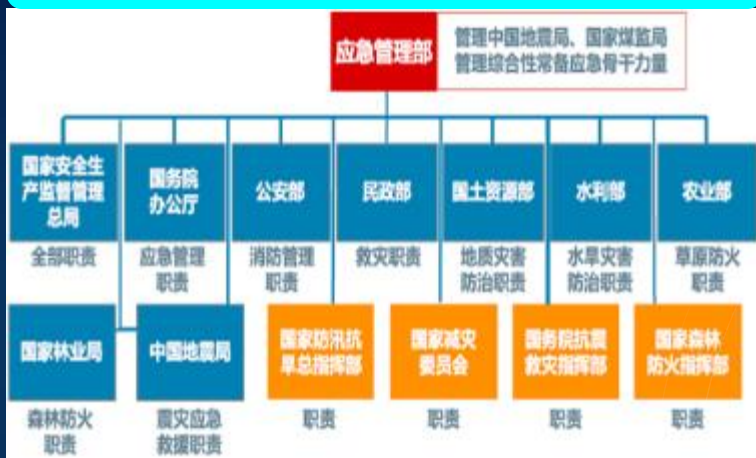 应急管理部
管理中国地震局、国家煤监局
管理综合性常备应急骨干力量
国家安全生
产监督管理
总局
全部职责
国务院
办公厅
应急管理
职责
公安部
消防管理
职责
民政部
救灾职责
国土资源部
地质灾害
防治职责
水利部
水旱灾害
防治职责
农业部
草原防火
职责
国家林业局
森林防火
职责
中国地震局
震灾应急
救援职责
国家防汛抗
旱总指挥部
职责
国家减灾
委员会
职责
国务院抗震
救灾指挥部
职责
国家森林
防火指挥部
职责